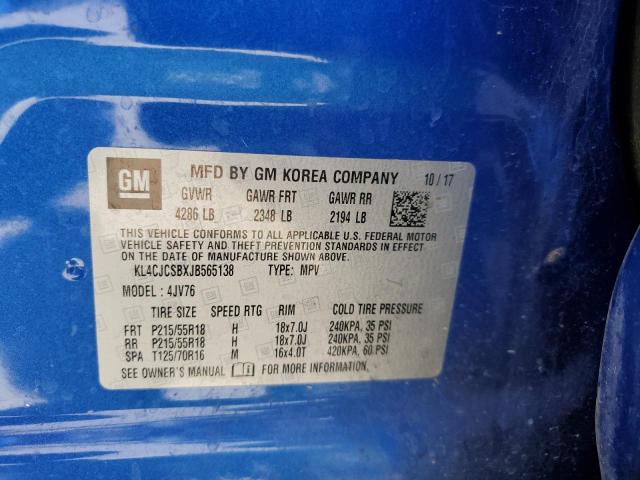 GM MFD BY GM KOREA COMPANY 10/17
GVWR GAWR FRT GAWR RR
4286 LB 2348 LB 2194 LB
THIS VEHICLE CONFORMS TO ALL APPLICABLE U.S. FEDERAL MOTOR
VEHICLE SAFETY AND THEFT PREVENTION STANDARDS IN EFFECT
ON THE DATE OF MANUFACTURE SHOWN ABOVE.
KL4CJCSBXJB565138 TYPE: MPV
MODEL: 4JV76
TIRE SIZE SPEED RTG RIM COLD TIRE PRESSURE
FRT P215/55R18 H 18x7.0J 240KPA, 35 PSI
RR P215/55R18 H 18x7.0J 240KPA, 35 PSI
SPA T125/70R16 M 16x4.0T 420KPA, 60 PSI
SEE OWNER'S MANUAL FOR MORE INFORMATION.